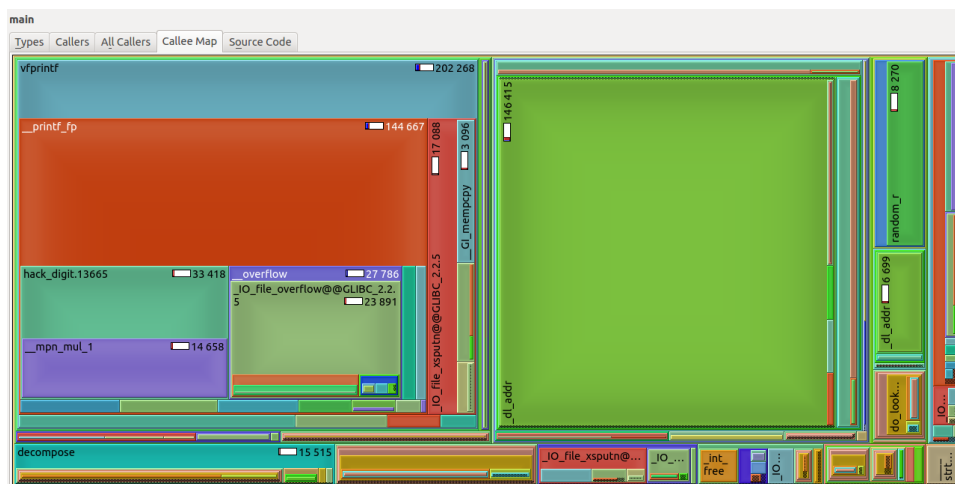 main
Types Callers All Callers Callee Map Source Code
vfprintf 202 268
__printf_fp 144 667
17 088
_IO_file_xsputn@@GLIBC_2.2.5
3 096
__GI_mempcpy
hack_digit.13665 33 418
__overflow 27 786
_IO_file_overflow@@GLIBC_2.2.
5 23 891
__mpn_mul_1 14 658
146 415
_dl_addr
8 270
random_r
6 699
_dl_addr
do_look...
_IO...
decompose 15 515
_IO_file_xsputn@...
_IO_...
_int_
free
_IO...
__strt...